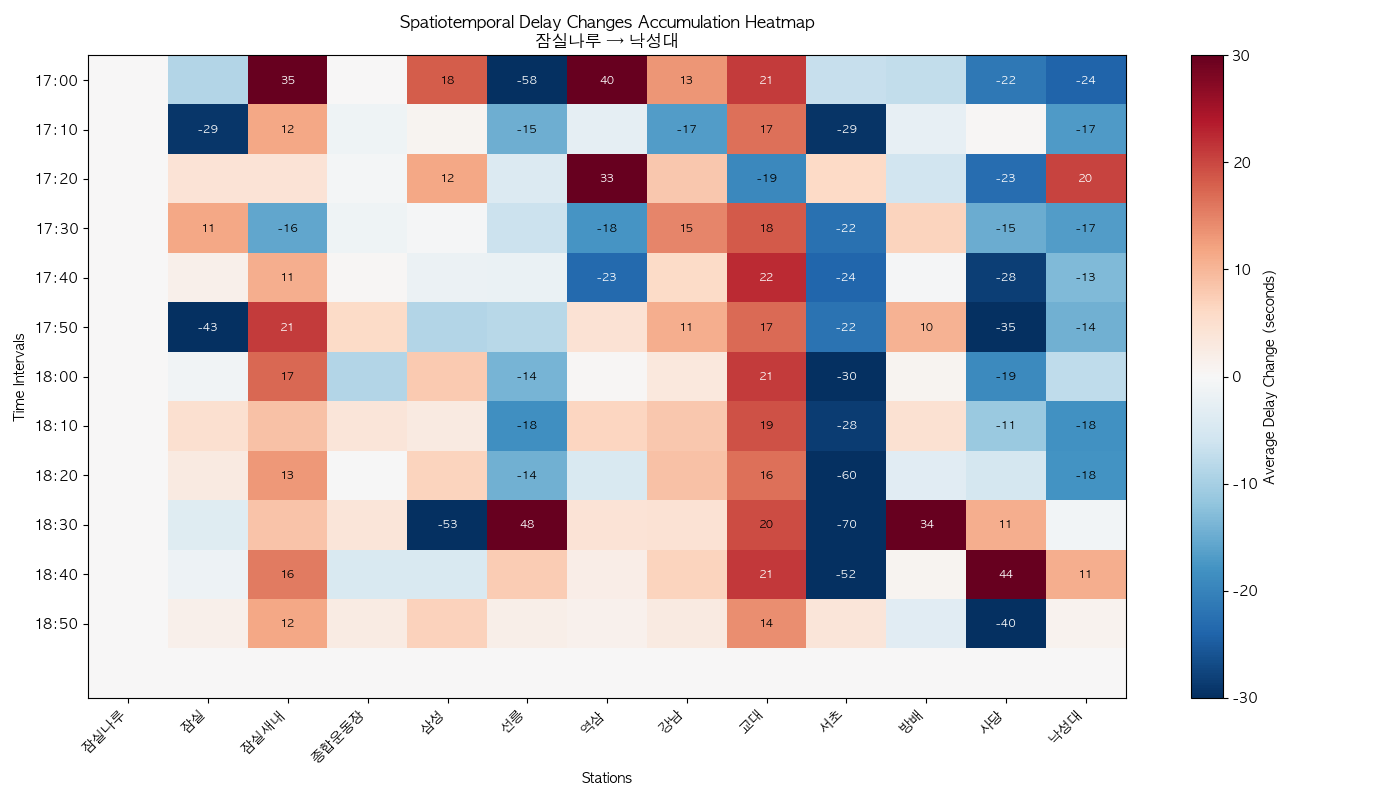 Spatiotemporal Delay Changes Accumulation Heatmap
잠실나루 → 낙성대
17:00 35 18 -58 40 13 21 -22 -24
17:10 -29 12 -15 -17 17 -29 -17
17:20 12 33 -19 -23 20
17:30 11 -16 -18 15 18 -22 -15 -17
17:40 11 -23 22 -24 -28 -13
17:50 -43 21 11 17 -22 10 -35 -14
18:00 17 -14 21 -30 -19
18:10 -18 19 -28 -11 -18
18:20 13 -14 16 -60 -18
18:30 -53 48 20 -70 34 11
18:40 16 21 -52 44 11
18:50 12 14 -40
Time Intervals
잠실나루 잠실 잠실새내 종합운동장 삼성 선릉 역삼 강남 교대 서초 방배 사당 낙성대
Stations
30
20
10
0
-10
-20
-30
Average Delay Change (seconds)